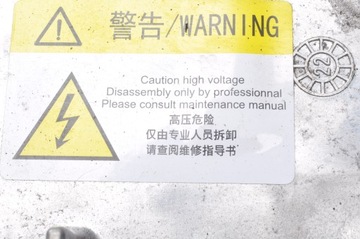 警告/WARNING
Caution high voltage
Disassembly only by professionnal
Please consult maintenance manual
高压危险
仅由专业人员拆卸
请查阅维修指导书
22